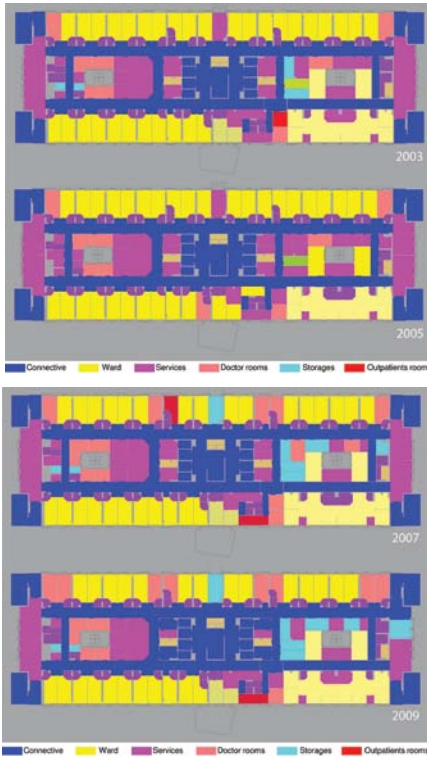 2003
2005
Connective Ward Services Doctor rooms Storages Outpatients room
2007
2009
Connective Ward Services Doctor rooms Storages Outpatients rooms